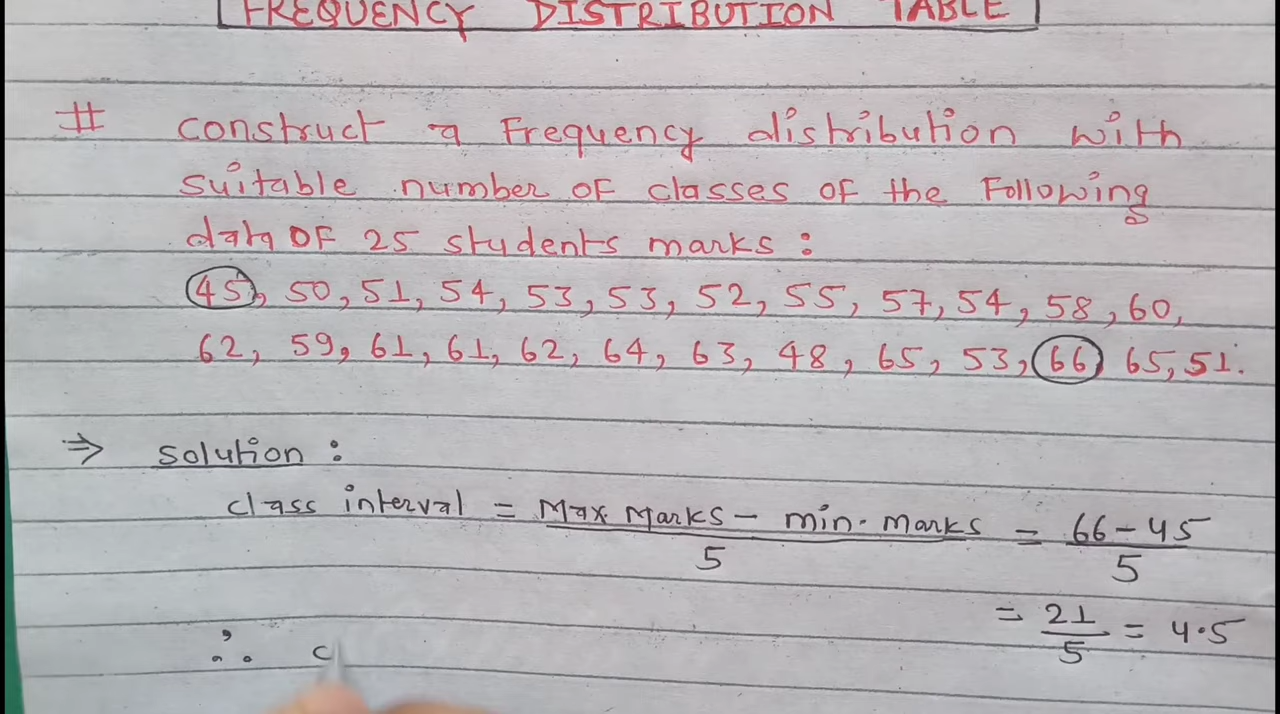 FREQUENCY DISTRIBUTION TABLE
# construct a Frequency distribution with
suitable number of classes of the Following
data of 25 students marks :
45, 50, 51, 54, 53, 53, 52, 55, 57, 54, 58, 60,
62, 59, 61, 61, 62, 64, 63, 48, 65, 53, 66 65, 51.
⇒ solution :
class interval = Max. Marks - min. marks / 5 = 66 - 45 / 5
= 21 / 5 = 4.5
∴ c